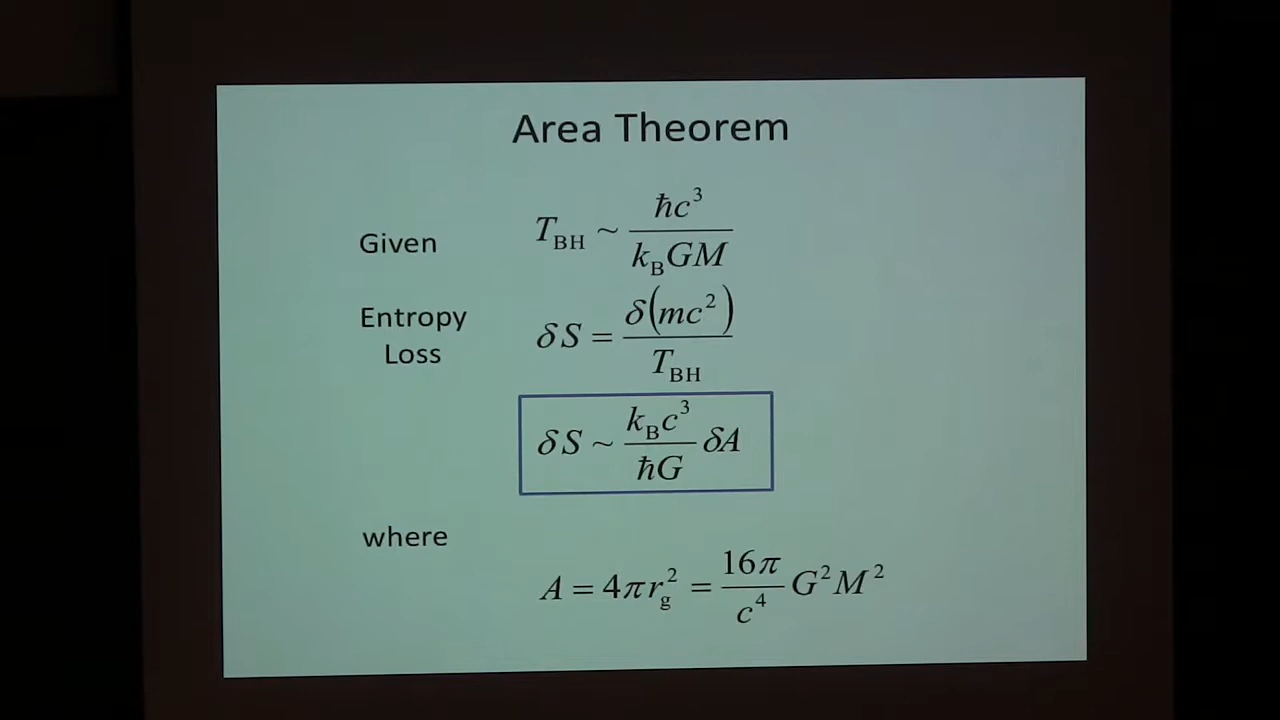 Area Theorem
Given T_BH ~ ħc³ / k_B GM
Entropy Loss δS = δ(mc²) / T_BH
δS ~ (k_B c³ / ħG) δA
where
A = 4πr_g² = (16π / c⁴) G²M²